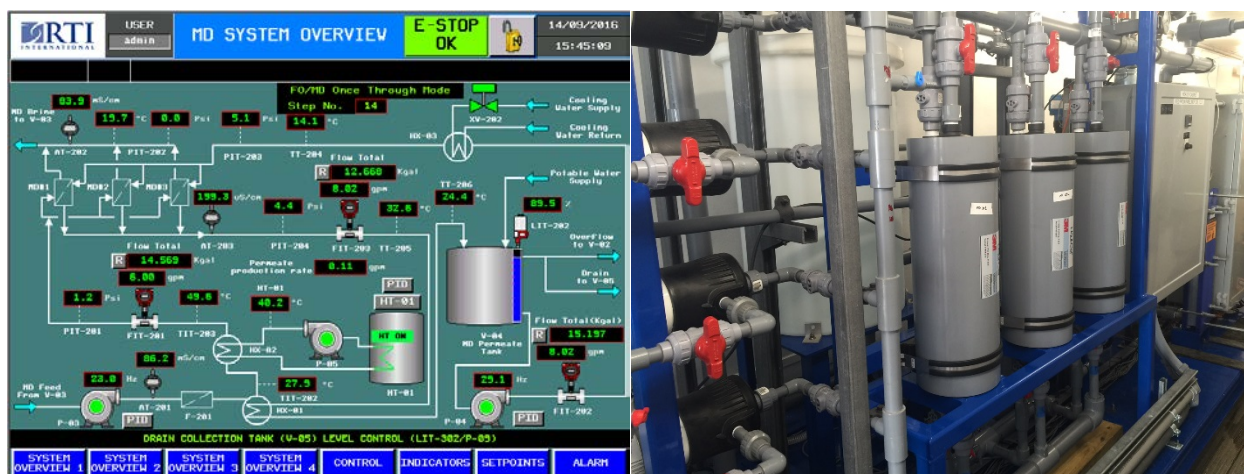 RTI
INTERNATIONAL
USER
admin
MD SYSTEM OVERVIEW
E-STOP
OK
14/09/2016
15:45:09
FO/MD Once Through Mode
Step No. 14
83.9 mS/cm
MD Brine
to V-03
AT-202
19.7 °C
0.0 Psi
PIT-202
5.1 Psi
PIT-203
14.1 °C
TT-204
HX-03
XV-202
Cooling
Water Supply
Cooling
Water Return
MD#1
MD#2
MD#3
199.3 uS/cm
AT-203
Flow Total
R 12.660 Kgal
8.02 gpm
FIT-203
4.4 Psi
PIT-204
32.6 °C
TT-205
TT-206
24.4 °C
Potable Water
Supply
89.5 %
LIT-202
Overflow
to V-02
Drain
to V-05
V-04
MD Permeate
Tank
Flow Total
R 14.569 Kgal
6.00 gpm
FIT-201
Permeate
production rate
0.11 gpm
1.2 Psi
PIT-201
49.6 °C
TIT-203
HT-01
40.2 °C
HX-02
P-05
PID
HT-01
HT ON
HT-01
Flow Total(Kgal)
R 15.197
8.02 gpm
FIT-202
MD Feed
From V-03
23.0 Hz
P-03
PID
86.2 mS/cm
AT-201
F-201
27.9 °C
TIT-202
HX-01
29.1 Hz
P-04
PID
DRAIN COLLECTION TANK (V-05) LEVEL CONTROL (LIT-302/P-09)
SYSTEM
OVERVIEW 1
SYSTEM
OVERVIEW 2
SYSTEM
OVERVIEW 3
SYSTEM
OVERVIEW 4
CONTROL
INDICATORS
SETPOINTS
ALARM